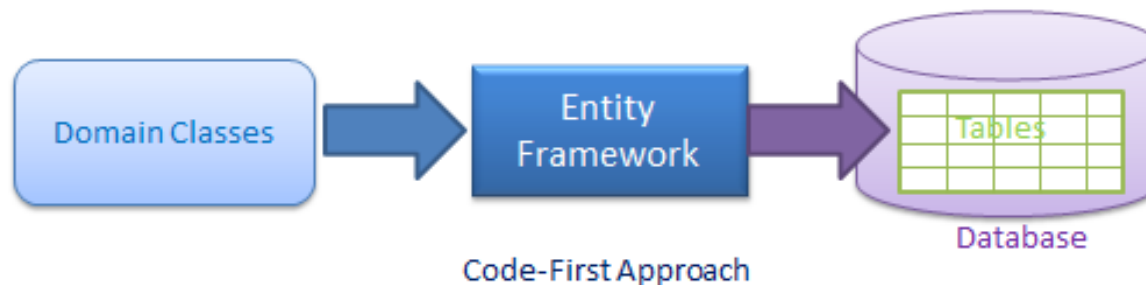 Domain Classes
Entity
Framework
Tables
Database
Code-First Approach